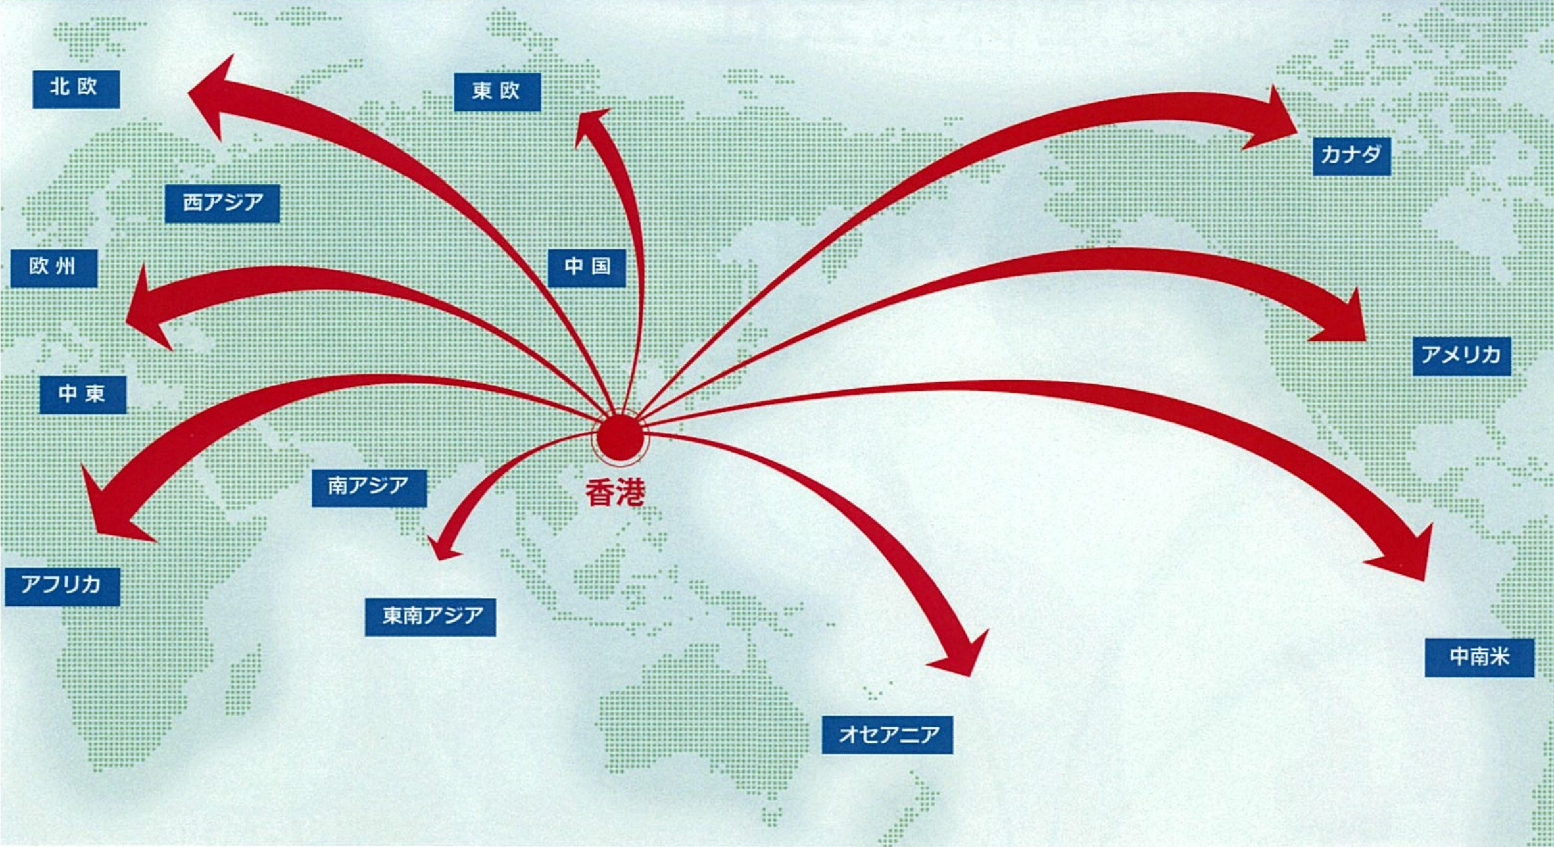 北欧
東欧
カナダ
西アジア
欧州
中国
アメリカ
中東
南アジア
香港
アフリカ
東南アジア
中南米
オセアニア